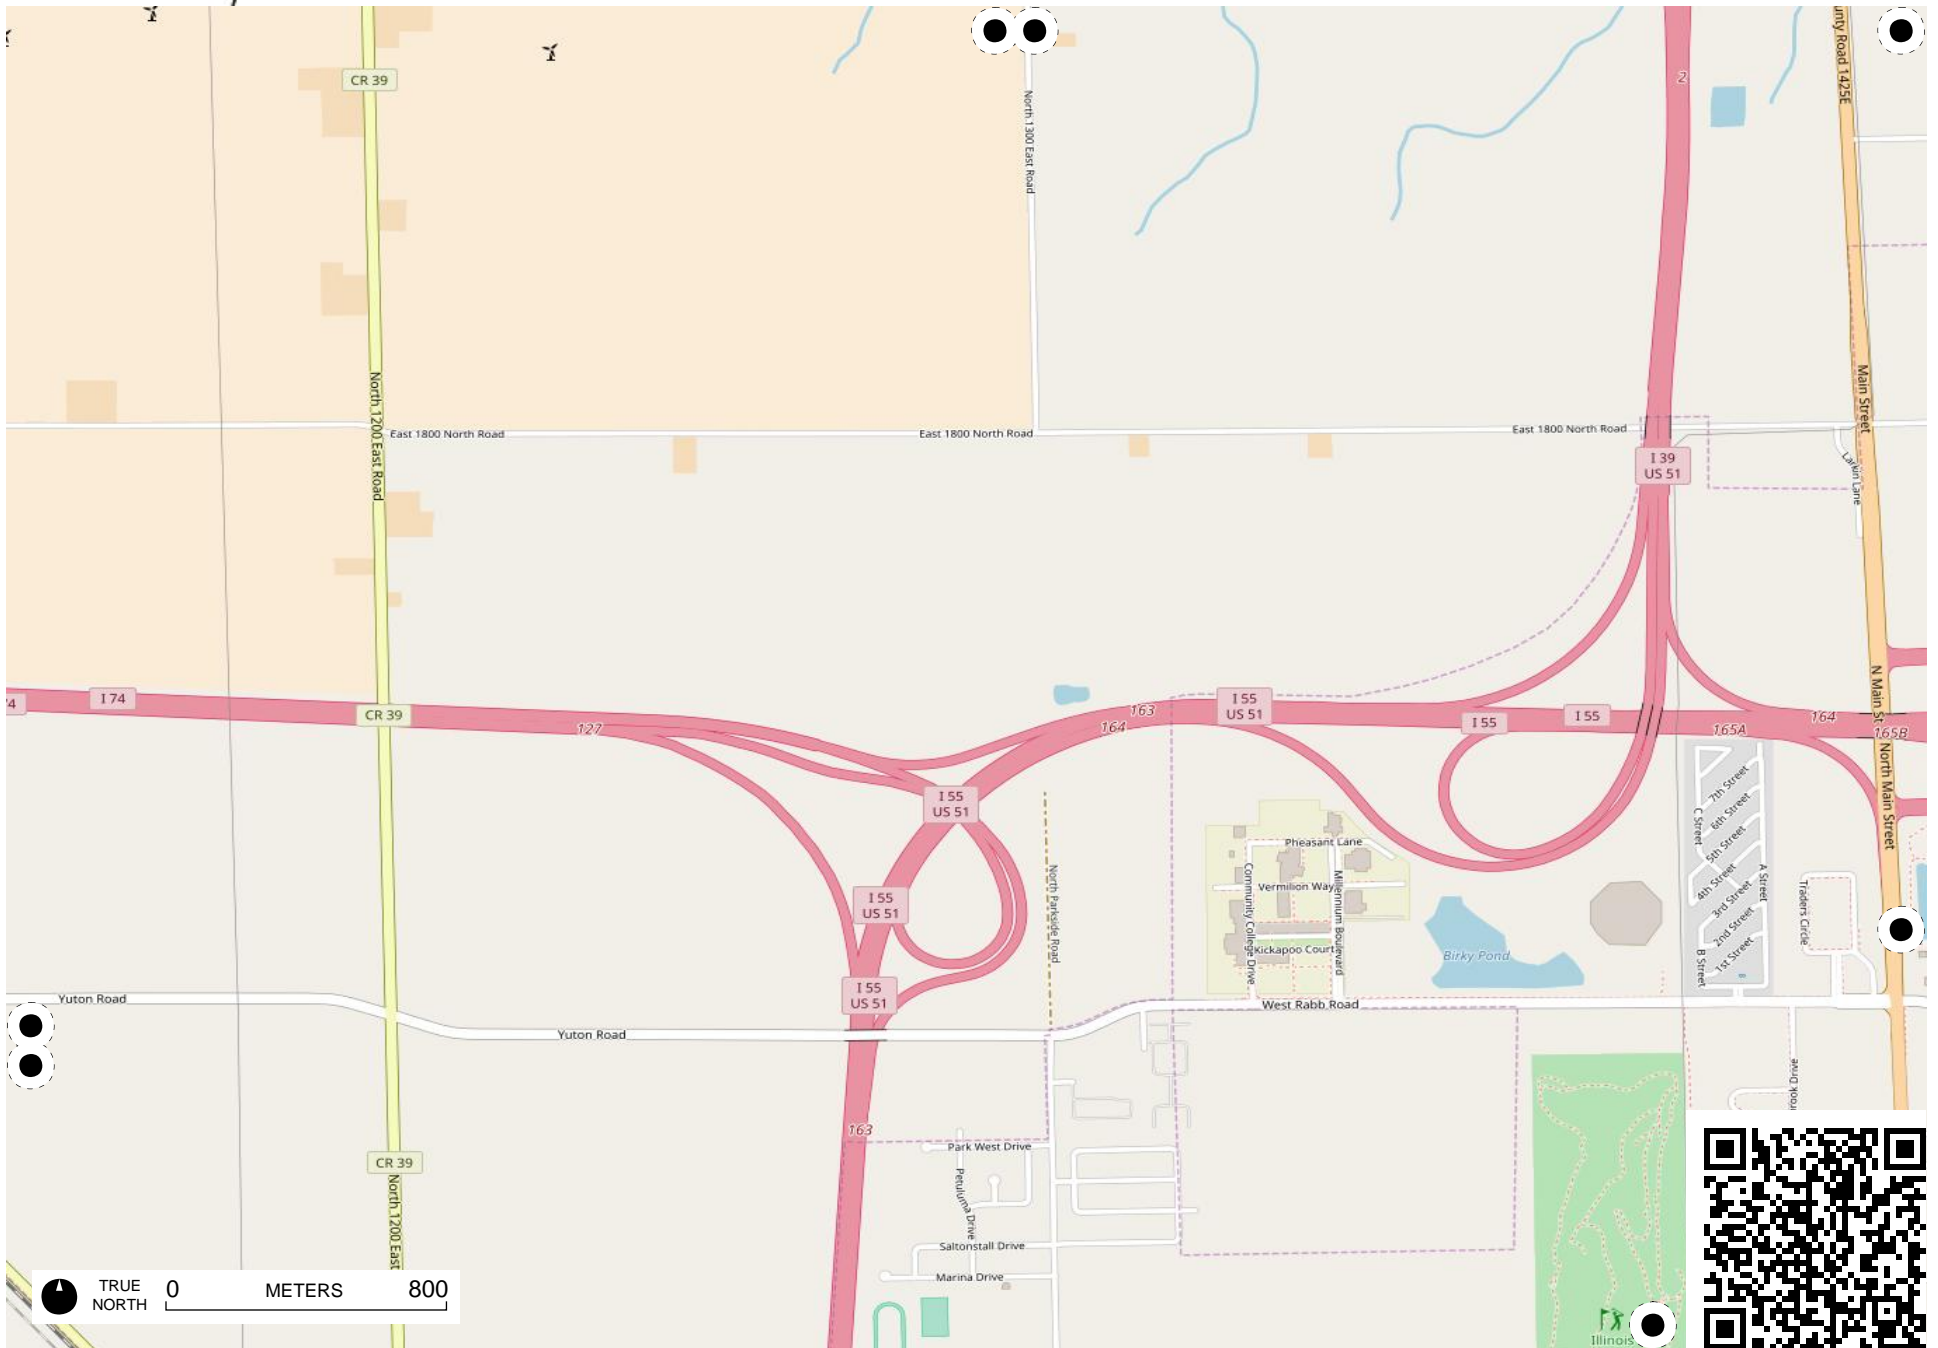 unty Road 1425E
CR 39
2
North 1300 East Road
North 1200 East Road
Main Street
East 1800 North Road
East 1800 North Road
East 1800 North Road
I 39
US 51
Larkin Lane
74
I 74
CR 39
127
163
164
I 55
US 51
I 55
I 55
165A
164
165B
N Main St
North Main Street
I 55
US 51
7th Street
6th Street
5th Street
4th Street
3rd Street
2nd Street
1st Street
C Street
A Street
B Street
Traders Circle
Pheasant Lane
Vermilion Way
Kickapoo Court
Community College Drive
Millennium Boulevard
North Parkside Road
I 55
US 51
Birky Pond
I 55
US 51
Yuton Road
Yuton Road
West Rabb Road
163
Park West Drive
Petuluma Drive
Saltonstall Drive
Marina Drive
CR 39
North 1200 East
rook Drive
Illinois
TRUE
NORTH
0 METERS 800